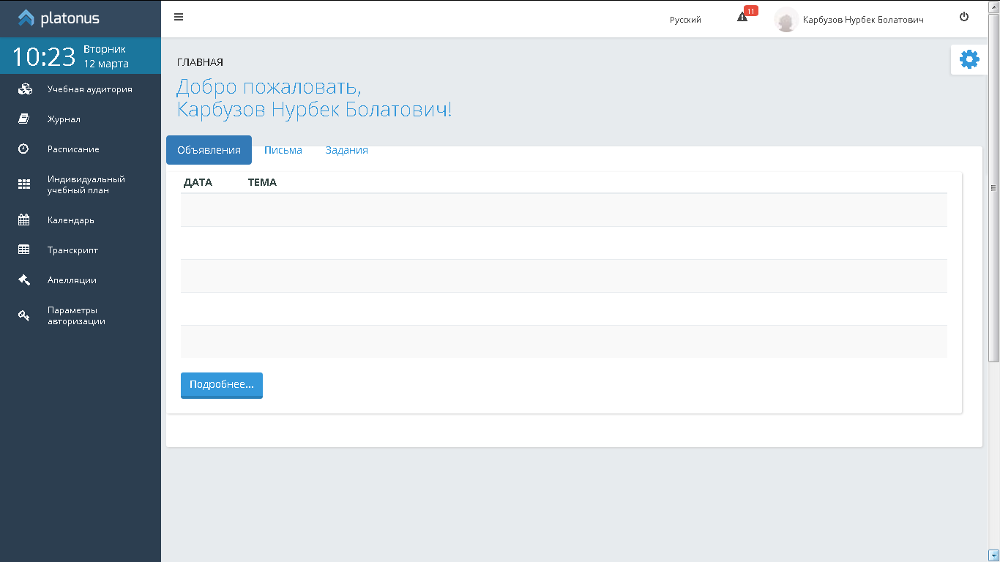 platonus
Русский
11
Карбузов Нурбек Болатович
10:23
Вторник
12 марта
Учебная аудитория
Журнал
Расписание
Индивидуальный
учебный план
Календарь
Транскрипт
Апелляции
Параметры
авторизации
ГЛАВНАЯ
Добро пожаловать,
Карбузов Нурбек Болатович!
Объявления Письма Задания
ДАТА ТЕМА
Подробнее...